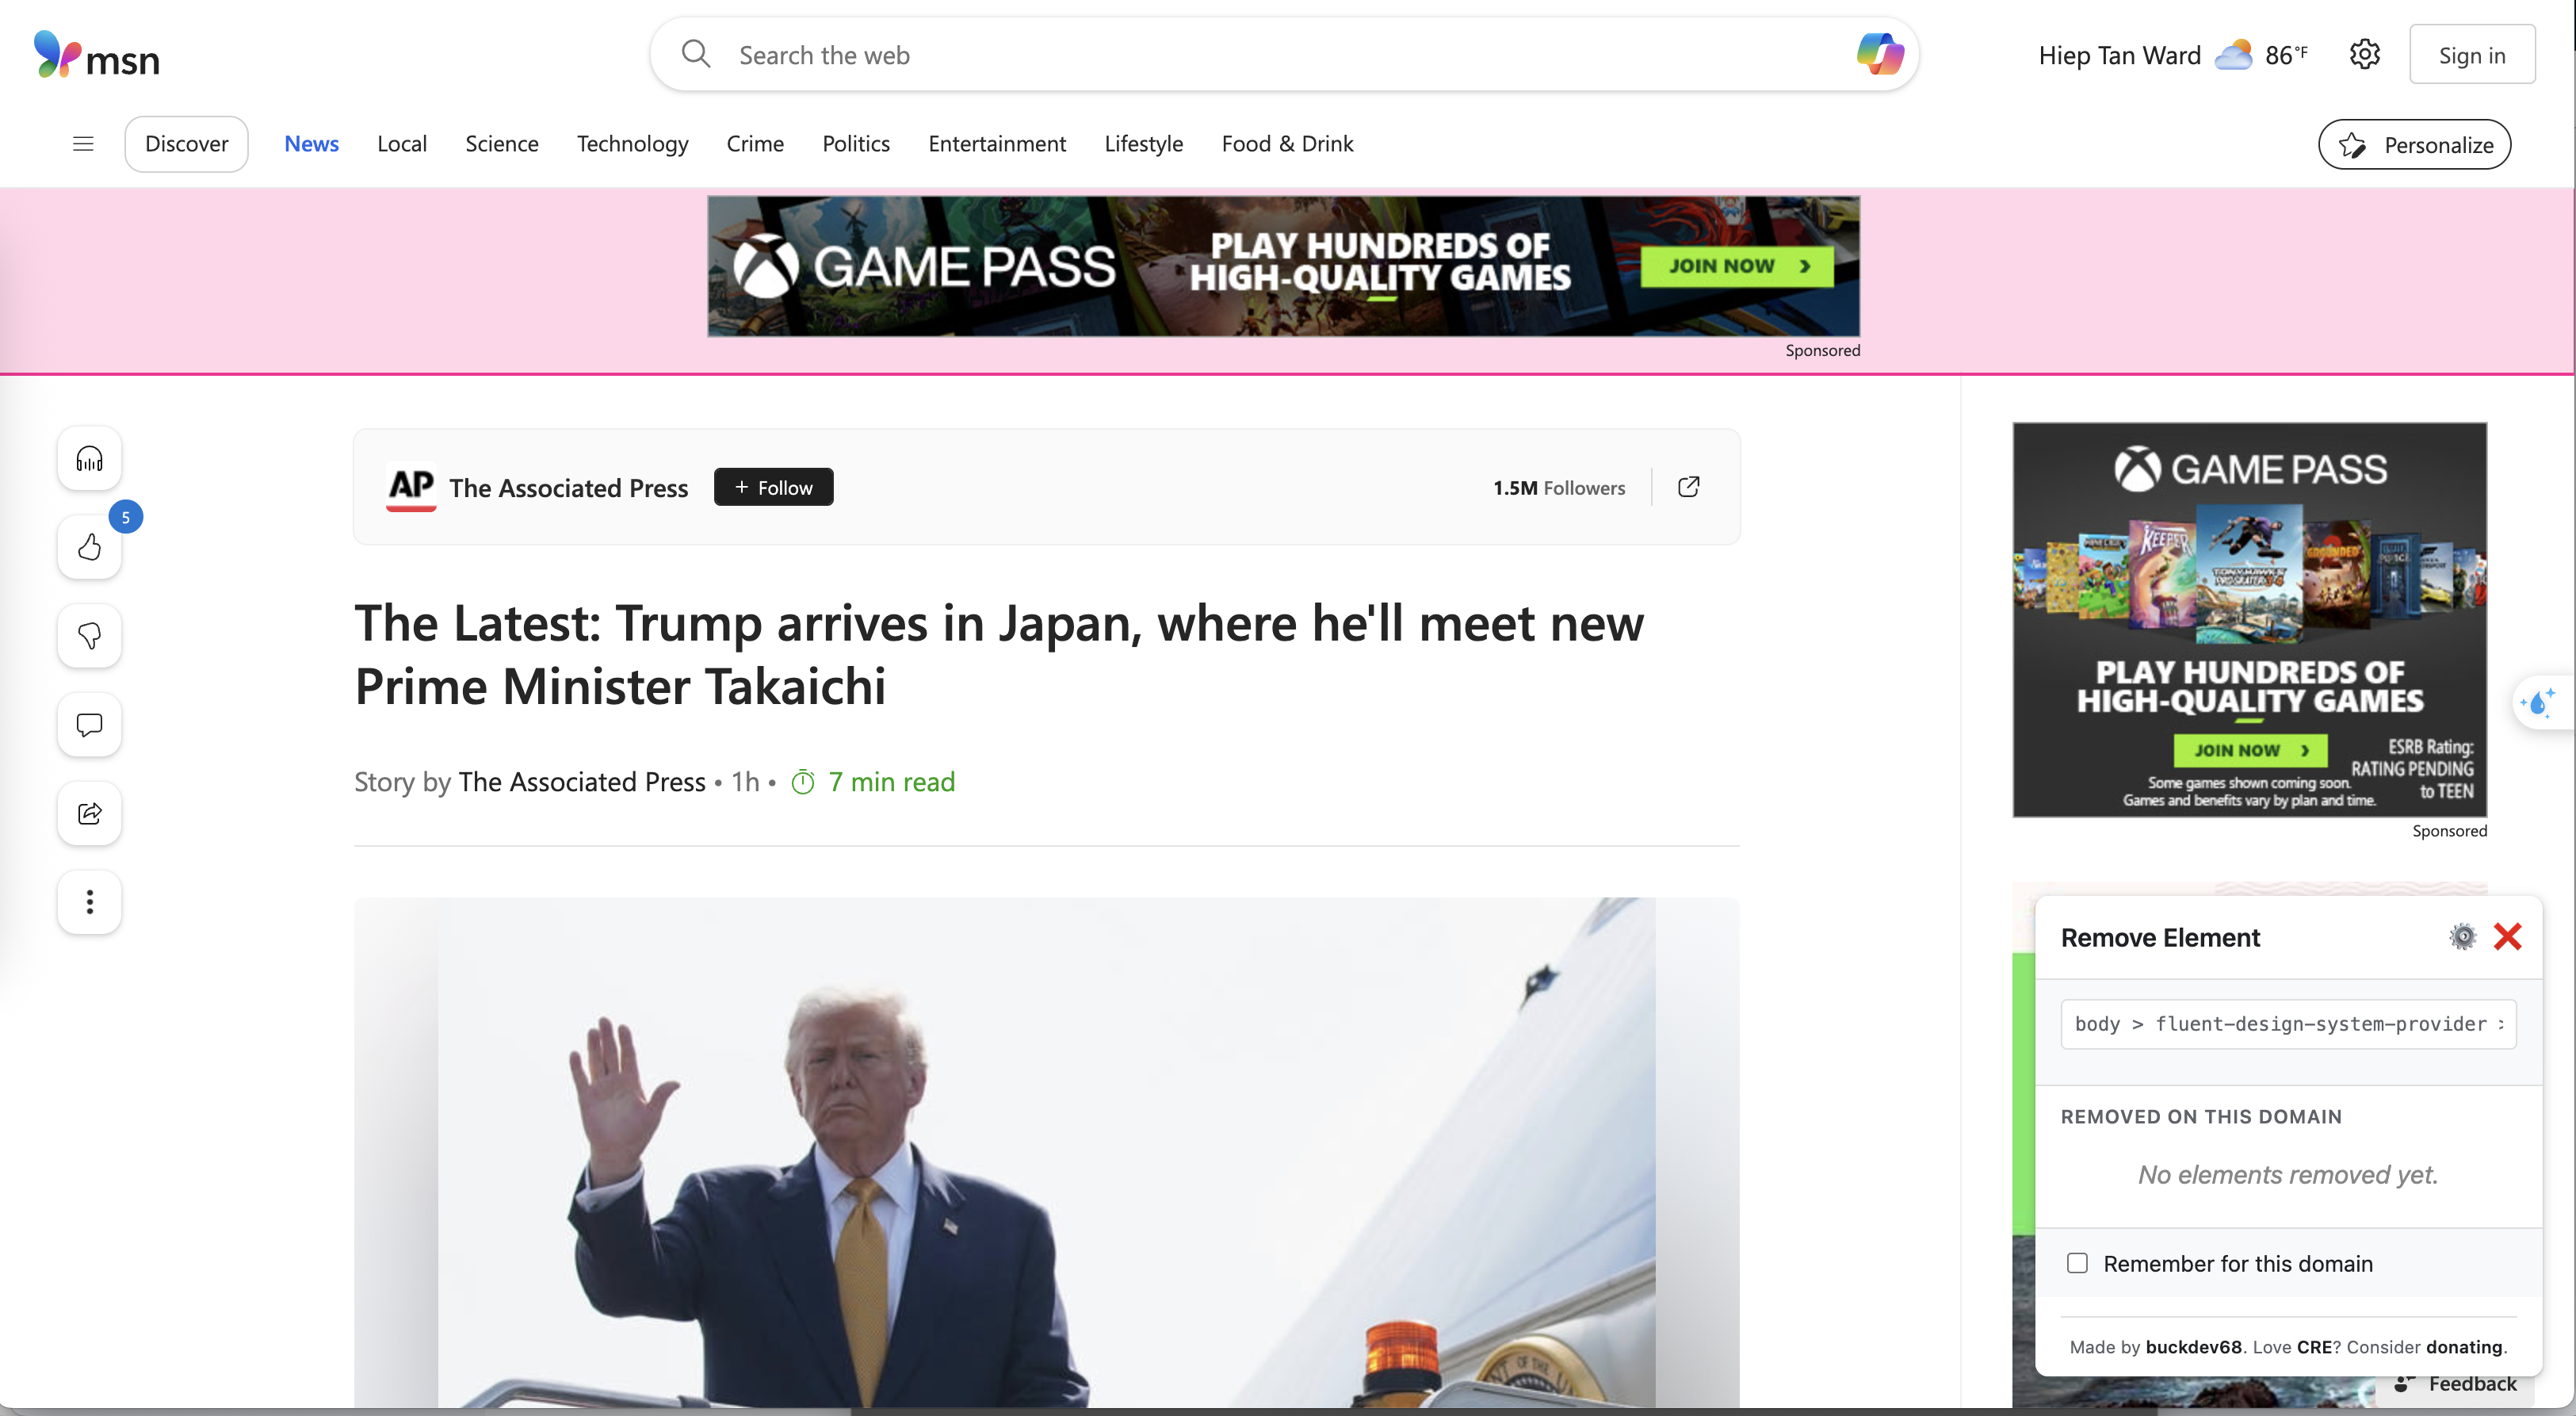 msn
Search the web
Hiep Tan Ward 86°F
Sign in
Discover News Local Science Technology Crime Politics Entertainment Lifestyle Food & Drink
Personalize
GAME PASS
PLAY HUNDREDS OF
HIGH-QUALITY GAMES
JOIN NOW
Sponsored
5
AP The Associated Press + Follow
1.5M Followers
The Latest: Trump arrives in Japan, where he'll meet new
Prime Minister Takaichi
Story by The Associated Press • 1h • 7 min read
GAME PASS
KEEPER
GROUNDED
PLAY HUNDREDS OF
HIGH-QUALITY GAMES
JOIN NOW
ESRB Rating:
RATING PENDING
to TEEN
Some games shown coming soon.
Games and benefits vary by plan and time.
Sponsored
Remove Element
body > fluent-design-system-provider >
REMOVED ON THIS DOMAIN
No elements removed yet.
Remember for this domain
Made by buckdev68. Love CRE? Consider donating.
Feedback